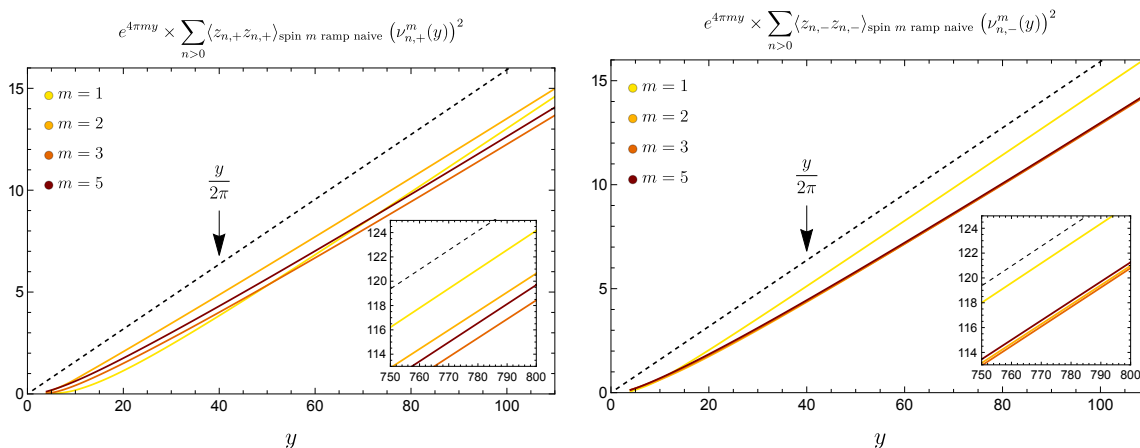 e^{4πmy} × ∑_{n>0} ⟨z_{n,+} z_{n,+}⟩_{spin m ramp naive} (ν^m_{n,+}(y))^2
15
10
5
0
0 20 40 60 80 100
m = 1
m = 2
m = 3
m = 5
y/2π
124
122
120
118
116
114
750 760 770 780 790 800
y
e^{4πmy} × ∑_{n>0} ⟨z_{n,-} z_{n,-}⟩_{spin m ramp naive} (ν^m_{n,-}(y))^2
15
10
5
0
0 20 40 60 80 100
m = 1
m = 2
m = 3
m = 5
y/2π
124
122
120
118
116
114
750 760 770 780 790 800
y